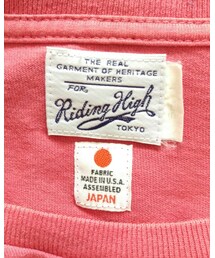 THE REAL
GARMENT OF HERITAGE
MAKERS
FOR,
Riding High
TOKYO
FABRIC
MADE IN U.S.A.
ASSEMBLED
JAPAN